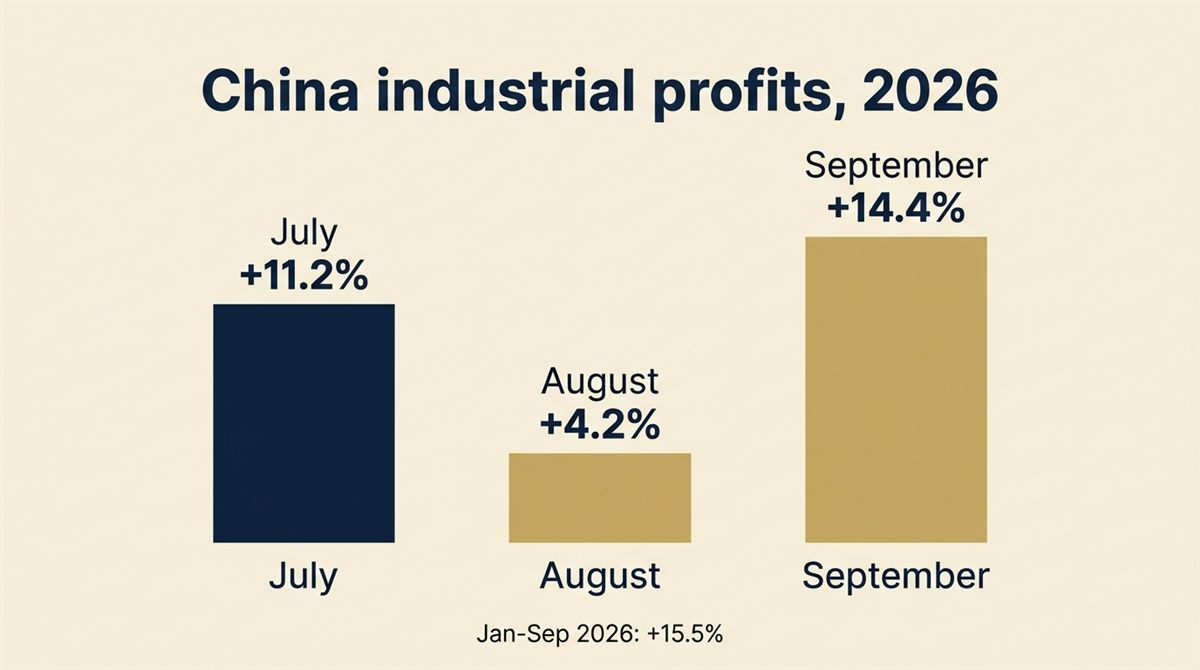 China industrial profits, 2026
July
+11.2%
August
+4.2%
September
+14.4%
July
August
September
Jan-Sep 2026: +15.5%